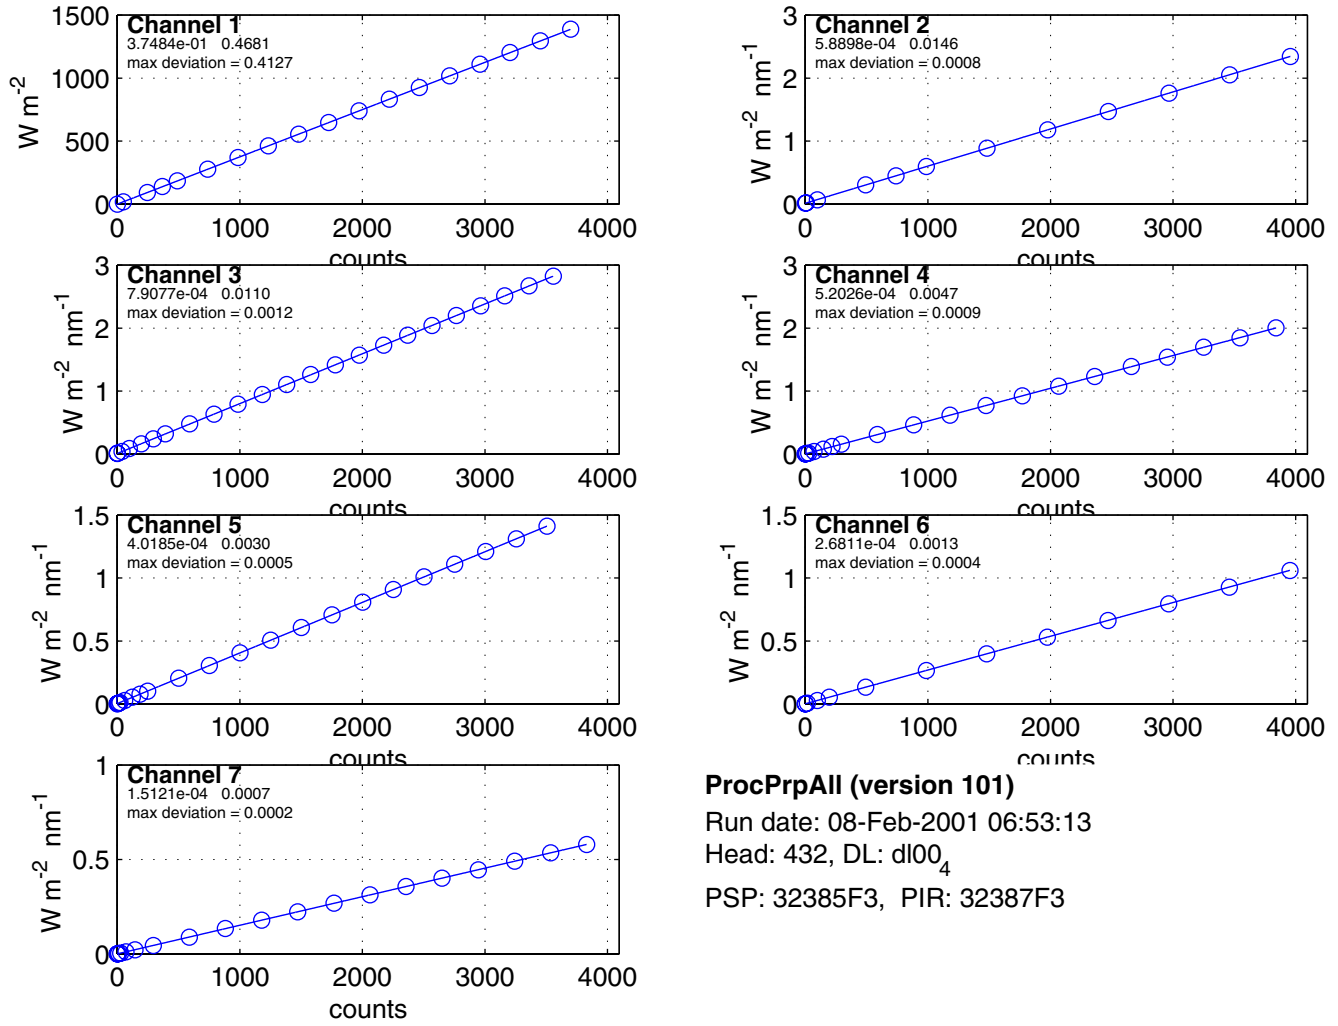 Channel 1
3.7484e-01 0.4681
max deviation = 0.4127
1500
1000
500
0
W m-2
0 1000 2000 3000 4000
counts
Channel 2
5.8898e-04 0.0146
max deviation = 0.0008
3
2
1
0
W m-2 nm-1
0 1000 2000 3000 4000
counts
Channel 3
7.9077e-04 0.0110
max deviation = 0.0012
3
2
1
0
W m-2 nm-1
0 1000 2000 3000 4000
counts
Channel 4
5.2026e-04 0.0047
max deviation = 0.0009
3
2
1
0
W m-2 nm-1
0 1000 2000 3000 4000
counts
Channel 5
4.0185e-04 0.0030
max deviation = 0.0005
1.5
1
0.5
0
W m-2 nm-1
0 1000 2000 3000 4000
counts
Channel 6
2.6811e-04 0.0013
max deviation = 0.0004
1.5
1
0.5
0
W m-2 nm-1
0 1000 2000 3000 4000
counts
Channel 7
1.5121e-04 0.0007
max deviation = 0.0002
1
0.5
0
W m-2 nm-1
0 1000 2000 3000 4000
counts
ProcPrpAll (version 101)
Run date: 08-Feb-2001 06:53:13
Head: 432, DL: dl004
PSP: 32385F3, PIR: 32387F3